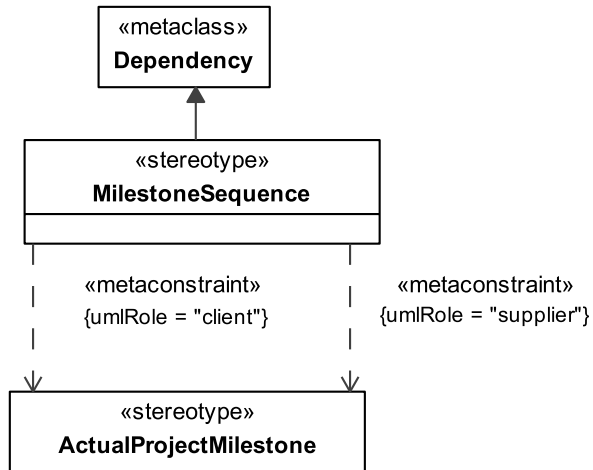 «metaclass»
Dependency
«stereotype»
MilestoneSequence
«metaconstraint»
{umlRole = "client"}
«metaconstraint»
{umlRole = "supplier"}
«stereotype»
ActualProjectMilestone